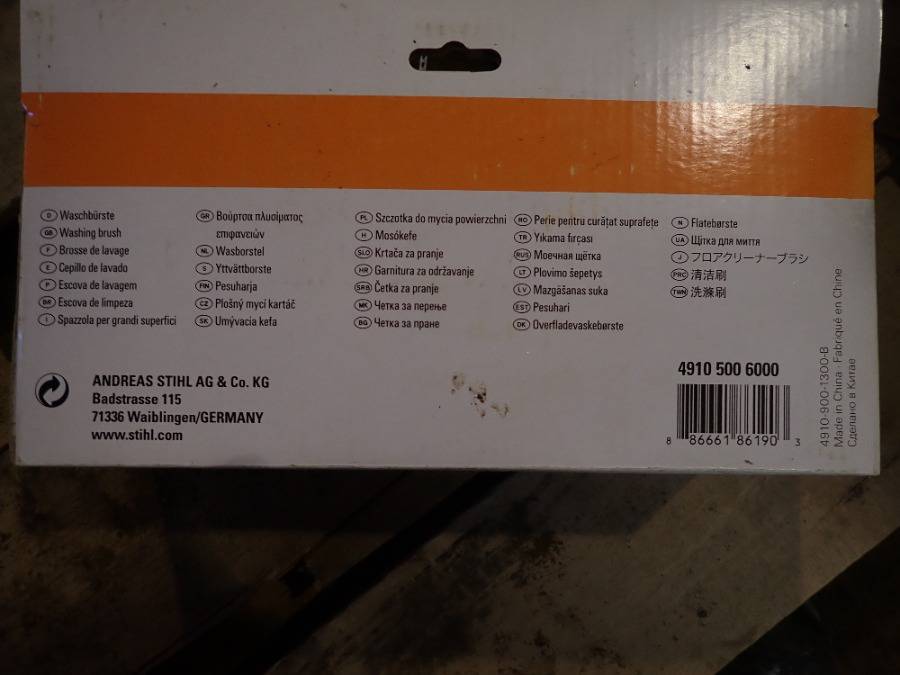 D Waschbürste
GB Washing brush
F Brosse de lavage
E Cepillo de lavado
P Escova de lavagem
BR Escova de limpeza
I Spazzola per grandi superfici
GR Βούρτσα πλυσίματος
επιφανειών
NL Wasborstel
S Yttvättborste
FIN Pesuharja
CZ Plošný mycí kartáč
SK Umývacia kefa
PL Szczotka do mycia powierzchni
H Mosókefe
SLO Krtača za pranje
HR Garnitura za održavanje
SRB Četka za pranje
MK Четка за перење
BG Четка за пране
RO Perie pentru curăţat suprafeţe
TR Yıkama fırçası
RUS Моечная щётка
LT Plovimo šepetys
LV Mazgāšanas suka
EST Pesuhari
DK Overfladevaskebørste
N Flatebørste
UA Щітка для миття
J フロアクリーナーブラシ
PRC 清洁刷
TWN 洗滌刷
ANDREAS STIHL AG & Co. KG
Badstrasse 115
71336 Waiblingen/GERMANY
www.stihl.com
4910 500 6000
8 86661 86190 3
4910-900-1300-B
Made in China · Fabriqué en Chine
Сделано в Китае